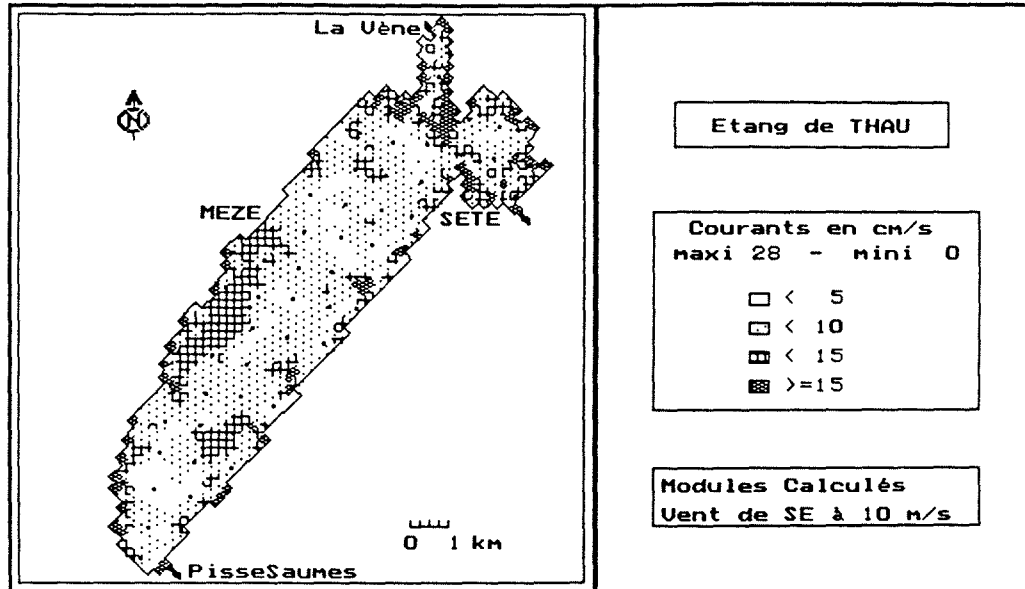 La Vène
N
MEZE
SETE
0 1 km
PisseSaumes
Etang de THAU
Courants en cm/s
maxi 28 - mini 0
< 5
< 10
< 15
>=15
Modules Calculés
Vent de SE à 10 m/s